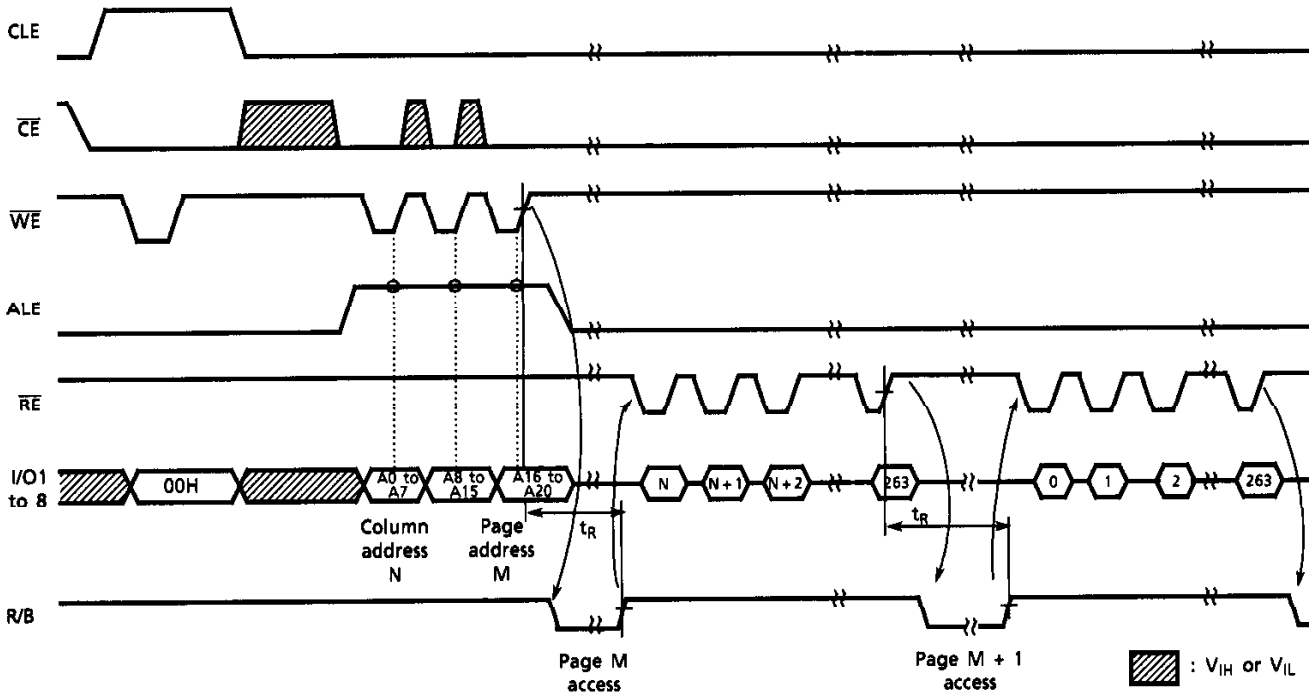 CLE
CE
WE
ALE
RE
I/O1
to 8
00H
A0 to
A7
A8 to
A15
A16 to
A20
N
N + 1
N + 2
263
0
1
2
263
Column
address
N
Page
address
M
tR
tR
R/B
Page M
access
Page M + 1
access
: VIH or VIL